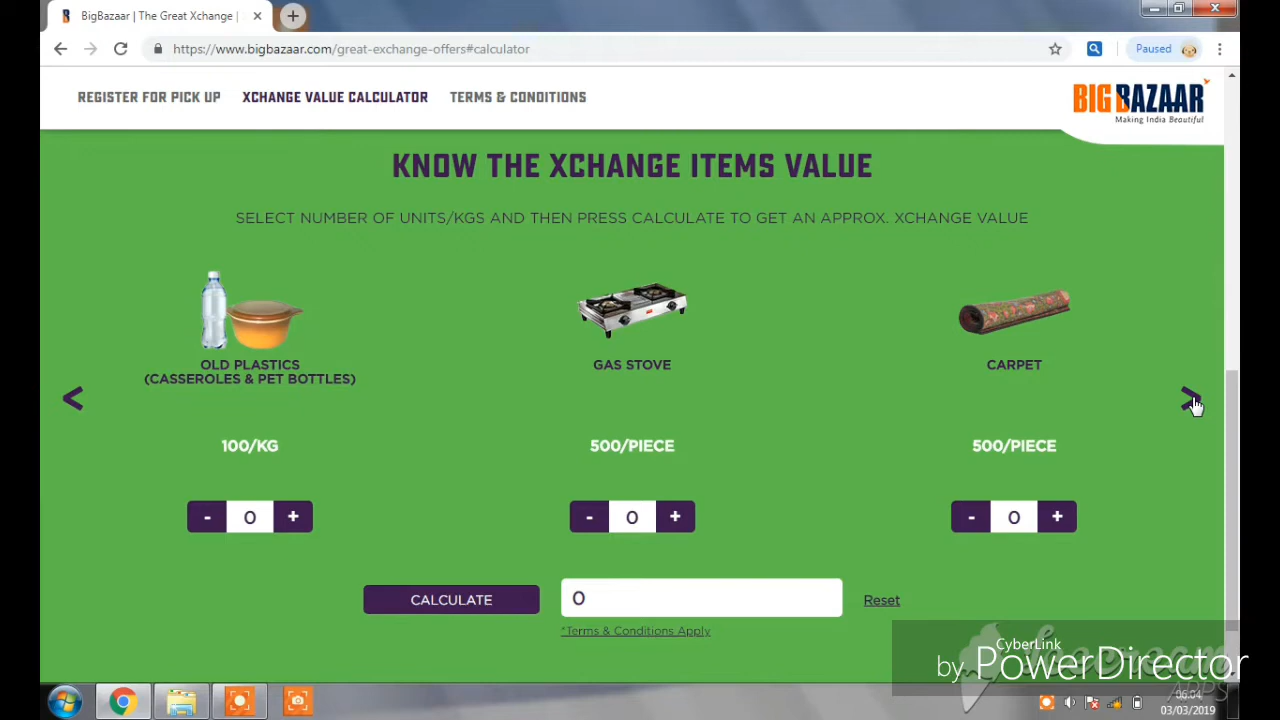 BigBazaar | The Great Xchange |
https://www.bigbazaar.com/great-exchange-offers#calculator
Paused
REGISTER FOR PICK UP
XCHANGE VALUE CALCULATOR
TERMS & CONDITIONS
BIG BAZAAR
Making India Beautiful
KNOW THE XCHANGE ITEMS VALUE
SELECT NUMBER OF UNITS/KGS AND THEN PRESS CALCULATE TO GET AN APPROX. XCHANGE VALUE
OLD PLASTICS
(CASSEROLES & PET BOTTLES)
GAS STOVE
CARPET
<
>
100/KG
500/PIECE
500/PIECE
- 0 +
- 0 +
- 0 +
CALCULATE
0
Reset
*Terms & Conditions Apply
CyberLink
by PowerDirector
APPS
06:04
03/03/2019